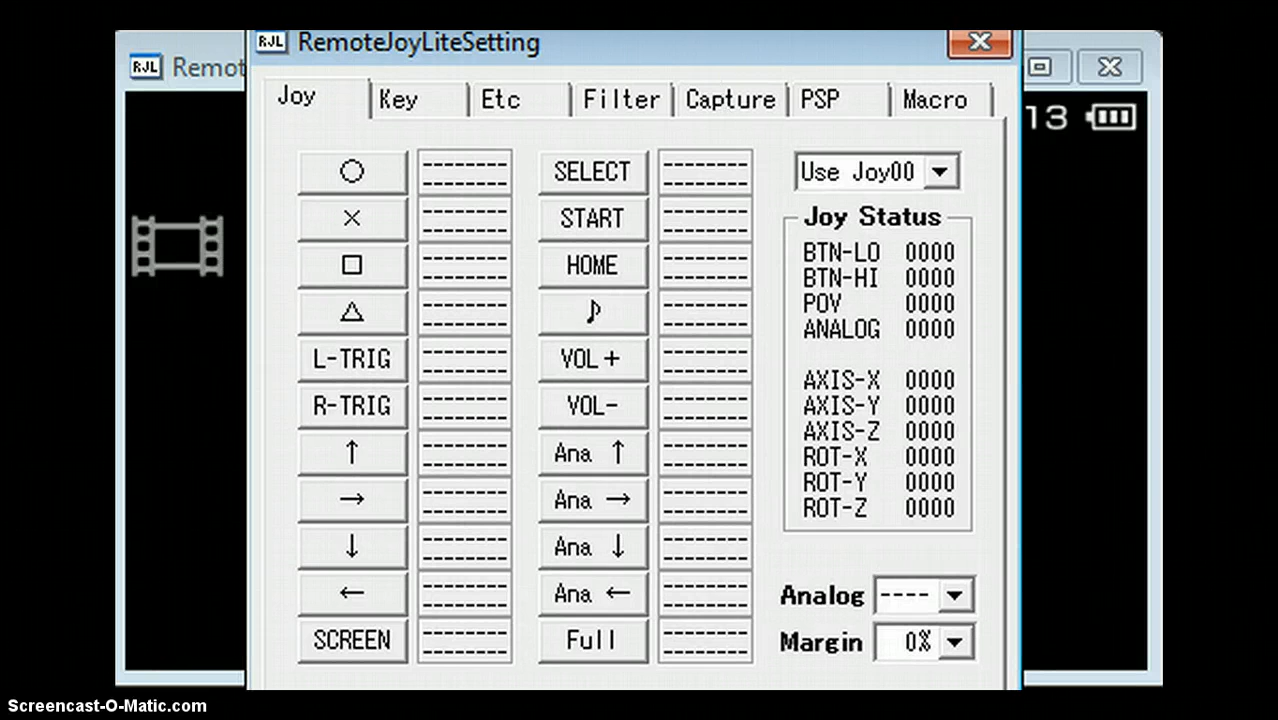 RJL RemoteJoyLiteSetting
RJL Remot
Joy Key Etc Filter Capture PSP Macro
13
○ -------- SELECT -------- Use Joy00
× -------- START -------- Joy Status
□ -------- HOME --------
△ -------- ♪ --------
L-TRIG -------- VOL+ --------
R-TRIG -------- VOL- --------
↑ -------- Ana ↑ --------
→ -------- Ana → --------
↓ -------- Ana ↓ --------
← -------- Ana ← --------
SCREEN -------- Full --------
BTN-LO 0000
BTN-HI 0000
POV 0000
ANALOG 0000
AXIS-X 0000
AXIS-Y 0000
AXIS-Z 0000
ROT-X 0000
ROT-Y 0000
ROT-Z 0000
Analog ----
Margin 0%
Screencast-O-Matic.com